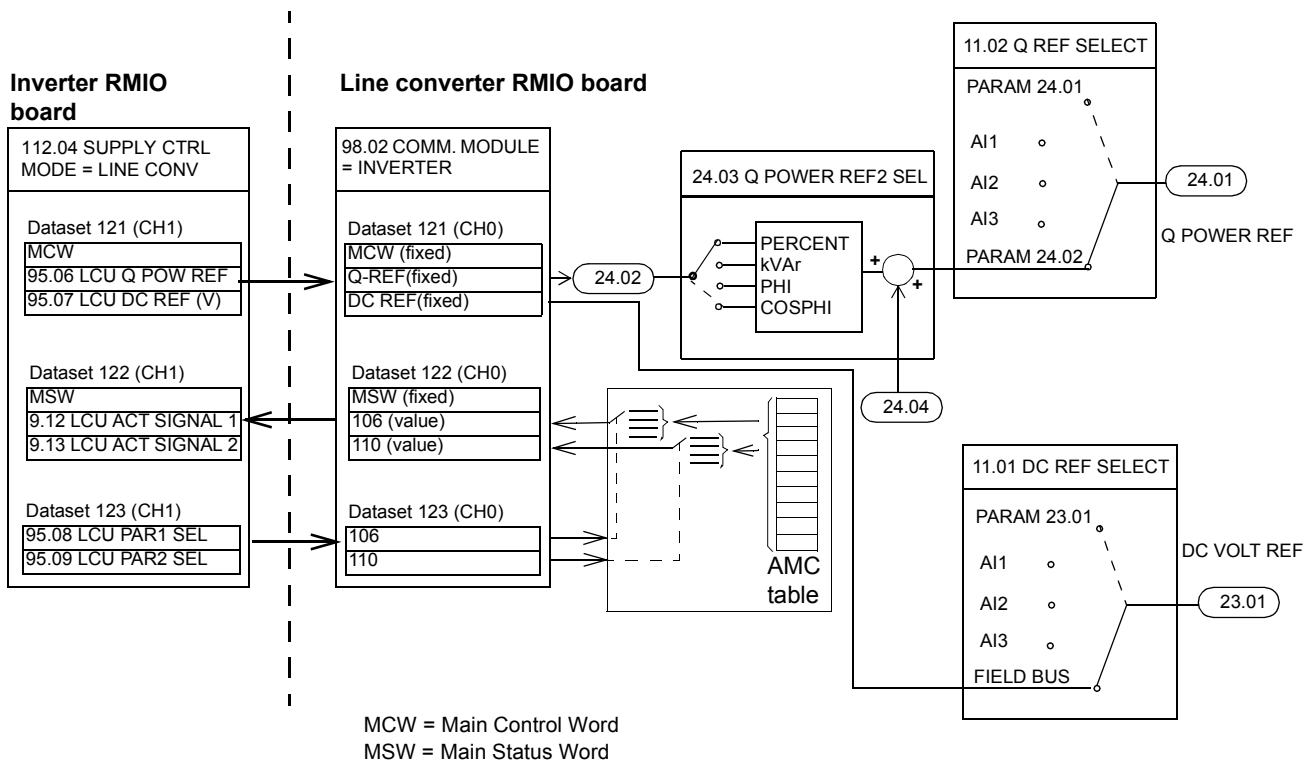 Inverter RMIO
board
112.04 SUPPLY CTRL
MODE = LINE CONV
Dataset 121 (CH1)
MCW
95.06 LCU Q POW REF
95.07 LCU DC REF (V)
Dataset 122 (CH1)
MSW
9.12 LCU ACT SIGNAL 1
9.13 LCU ACT SIGNAL 2
Dataset 123 (CH1)
95.08 LCU PAR1 SEL
95.09 LCU PAR2 SEL
Line converter RMIO board
98.02 COMM. MODULE
= INVERTER
Dataset 121 (CH0)
MCW (fixed)
Q-REF(fixed)
DC REF(fixed)
Dataset 122 (CH0)
MSW (fixed)
106 (value)
110 (value)
Dataset 123 (CH0)
106
110
24.02
24.03 Q POWER REF2 SEL
PERCENT
kVAr
PHI
COSPHI
+
+
24.04
AMC
table
11.02 Q REF SELECT
PARAM 24.01
AI1
AI2
AI3
PARAM 24.02
24.01
Q POWER REF
11.01 DC REF SELECT
PARAM 23.01
AI1
AI2
AI3
FIELD BUS
DC VOLT REF
23.01
MCW = Main Control Word
MSW = Main Status Word